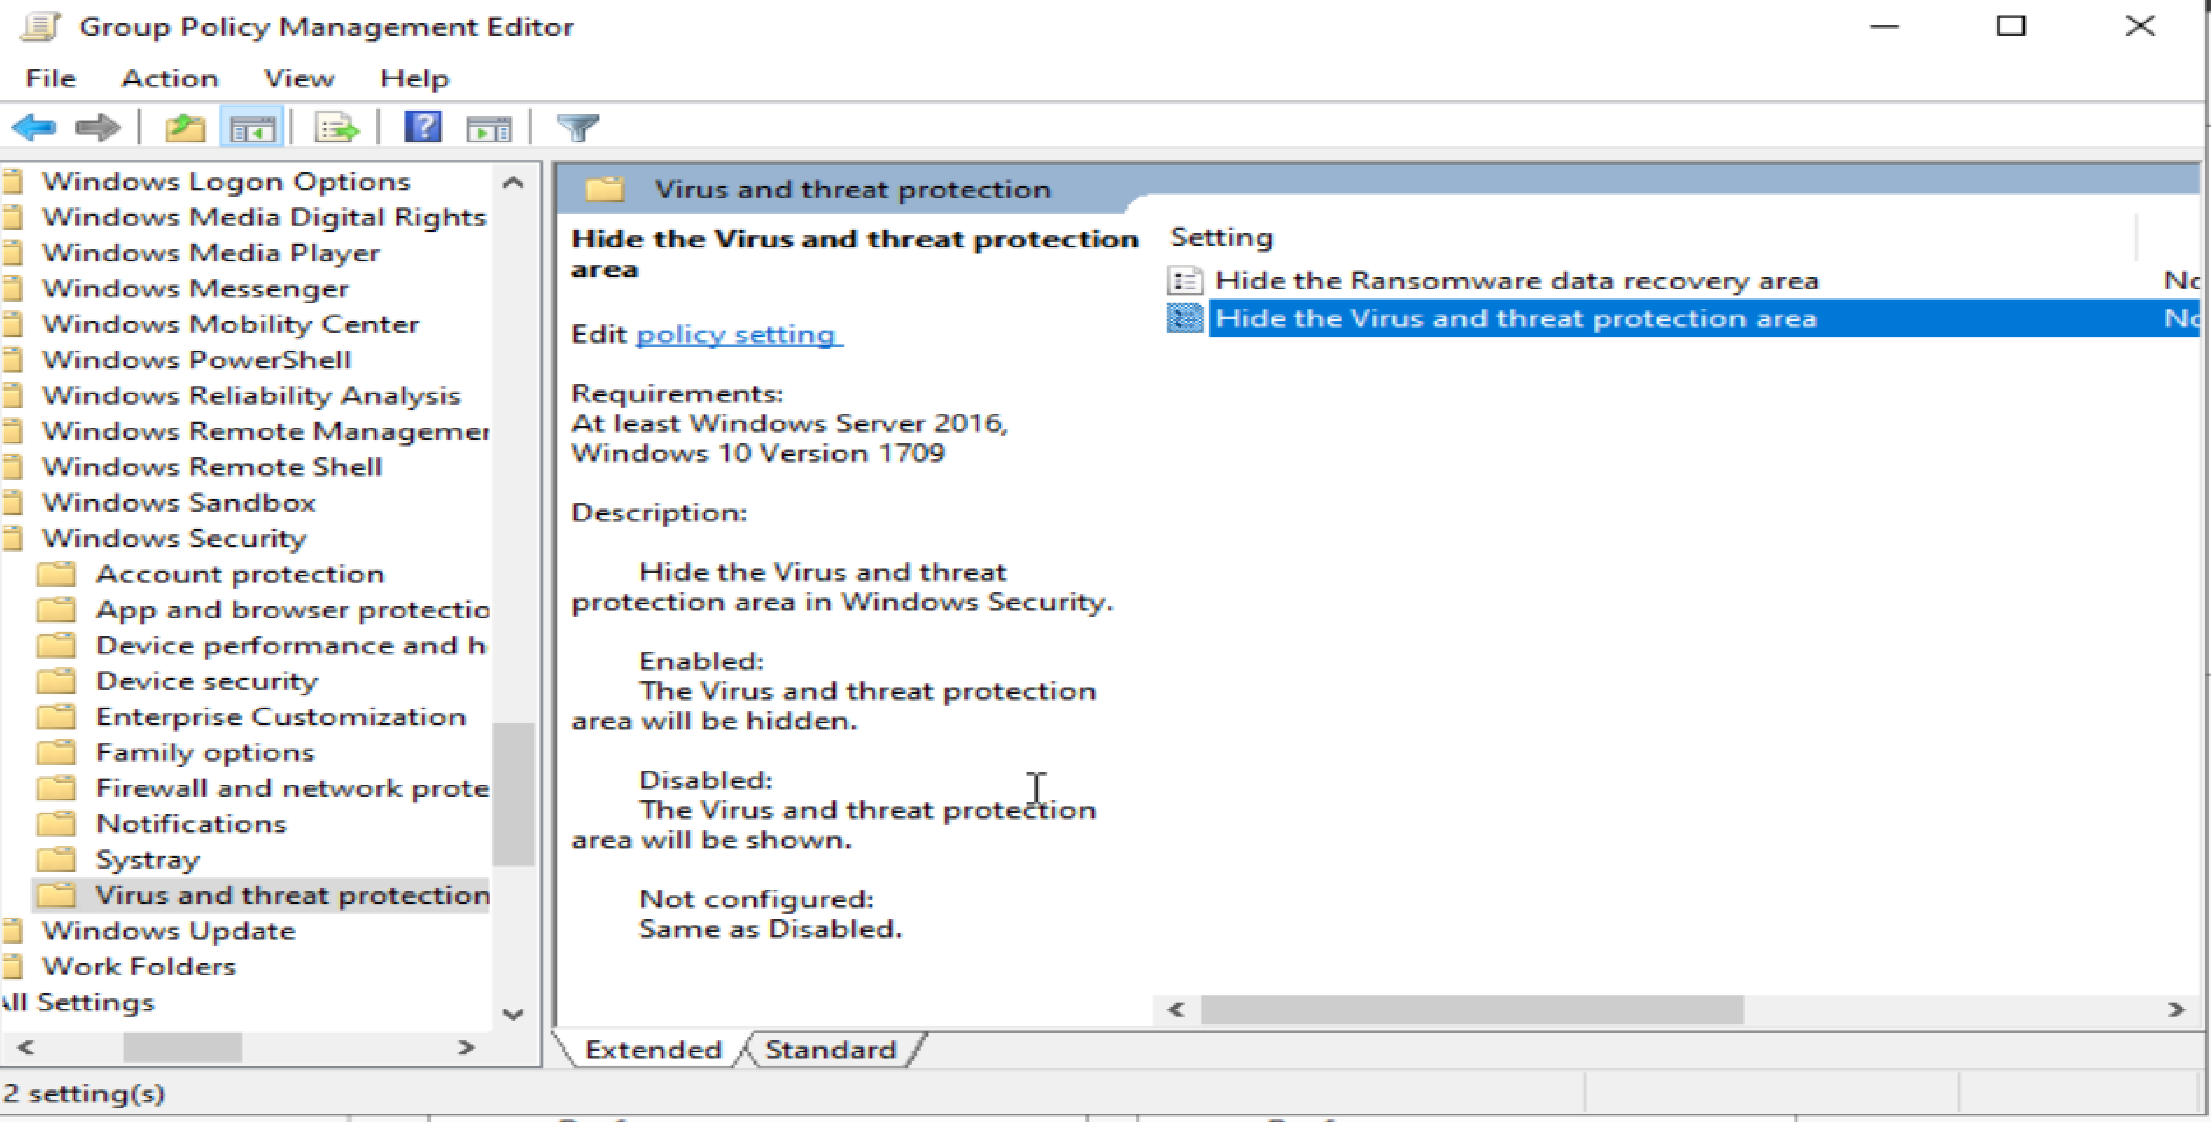 Group Policy Management Editor
File Action View Help
Windows Logon Options
Windows Media Digital Rights
Windows Media Player
Windows Messenger
Windows Mobility Center
Windows PowerShell
Windows Reliability Analysis
Windows Remote Managemer
Windows Remote Shell
Windows Sandbox
Windows Security
Account protection
App and browser protectio
Device performance and h
Device security
Enterprise Customization
Family options
Firewall and network prote
Notifications
Systray
Virus and threat protection
Windows Update
Work Folders
All Settings
Virus and threat protection
Hide the Virus and threat protection
area
Edit policy setting
Requirements:
At least Windows Server 2016,
Windows 10 Version 1709
Description:
Hide the Virus and threat
protection area in Windows Security.
Enabled:
The Virus and threat protection
area will be hidden.
Disabled:
The Virus and threat protection
area will be shown.
Not configured:
Same as Disabled.
Setting
Hide the Ransomware data recovery area No
Hide the Virus and threat protection area No
Extended Standard
2 setting(s)